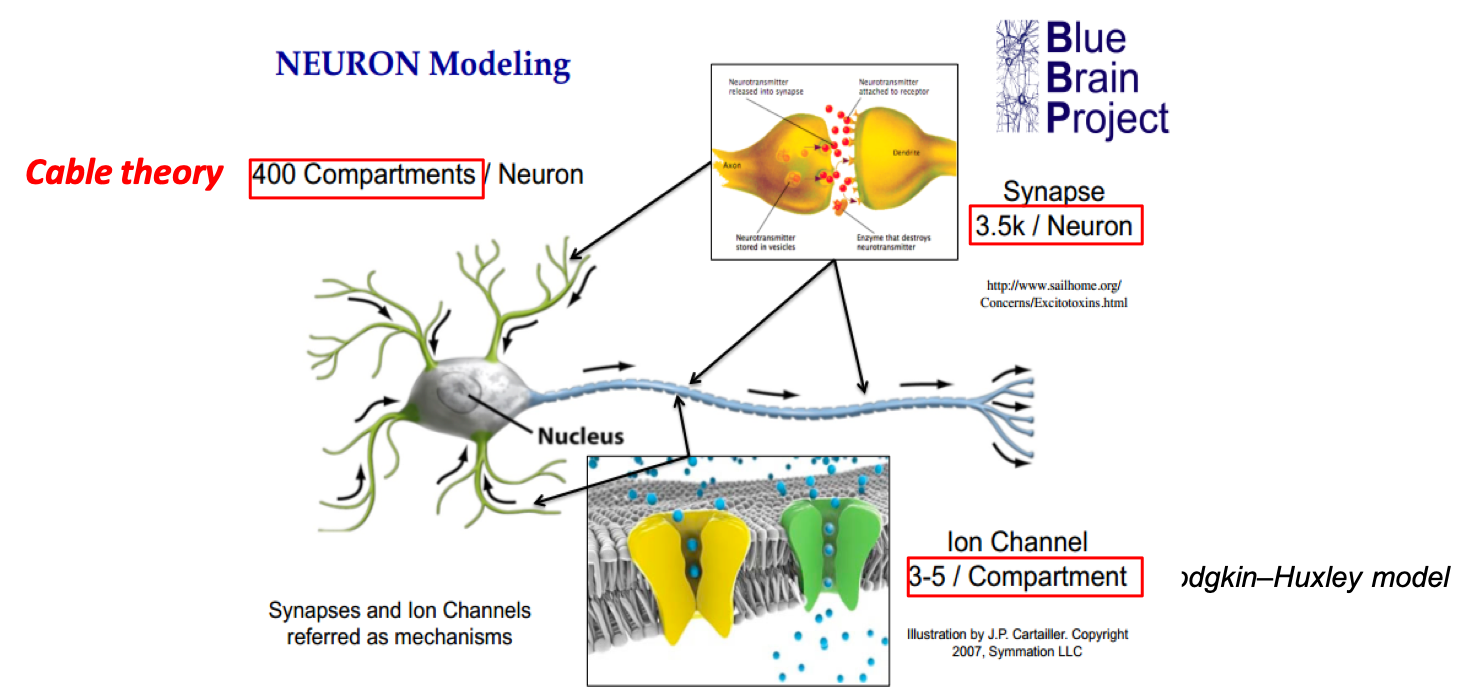 NEURON Modeling
Blue
Brain
Project
Cable theory
400 Compartments / Neuron
Neurotransmitter
released into synapse
Neurotransmitter
attached to receptor
Axon
Dendrite
Neurotransmitter
stored in vesicles
Enzyme that destroys
neurotransmitter
Synapse
3.5k / Neuron
http://www.sailhome.org/
Concerns/Excitotoxins.html
Nucleus
Ion Channel
3-5 / Compartment
odgkin–Huxley model
Synapses and Ion Channels
referred as mechanisms
Illustration by J.P. Cartailler. Copyright
2007, Symmation LLC